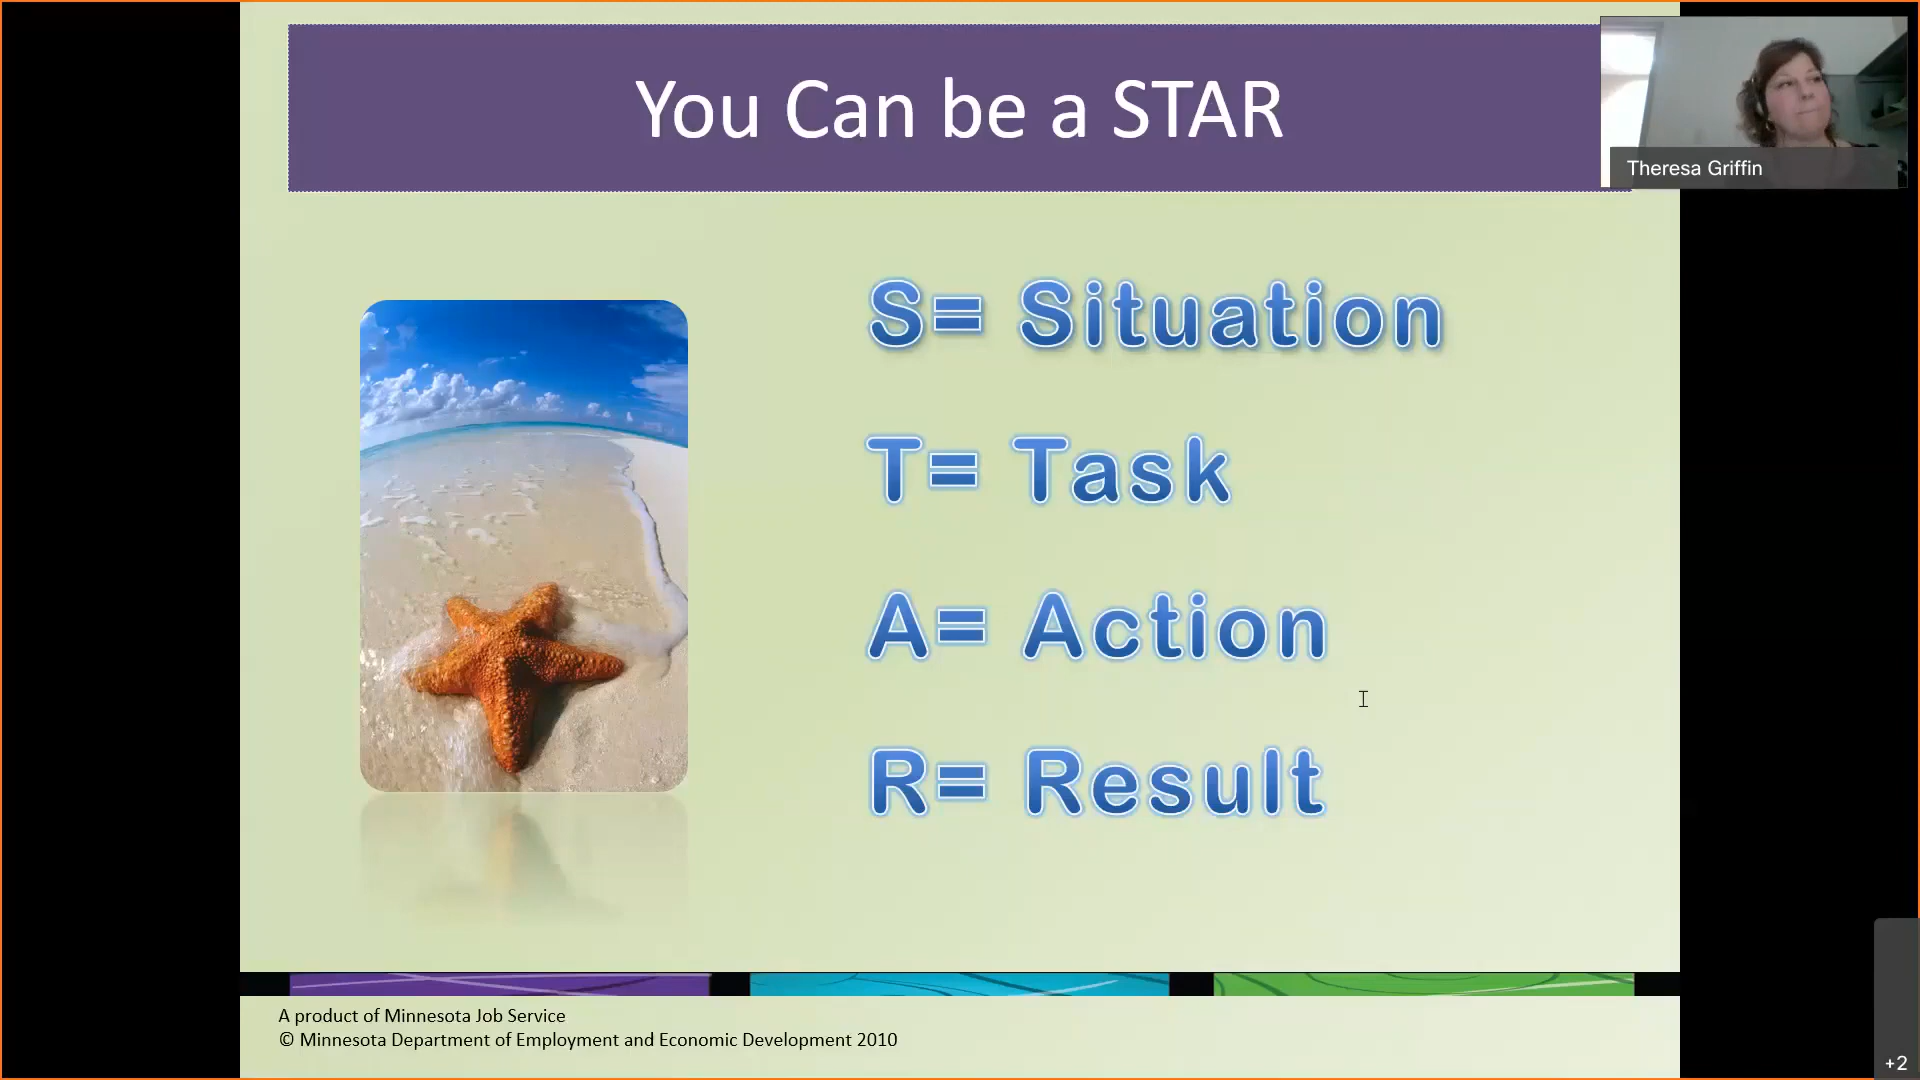 You Can be a STAR
Theresa Griffin
S= Situation
T= Task
A= Action
R= Result
A product of Minnesota Job Service
© Minnesota Department of Employment and Economic Development 2010
+2